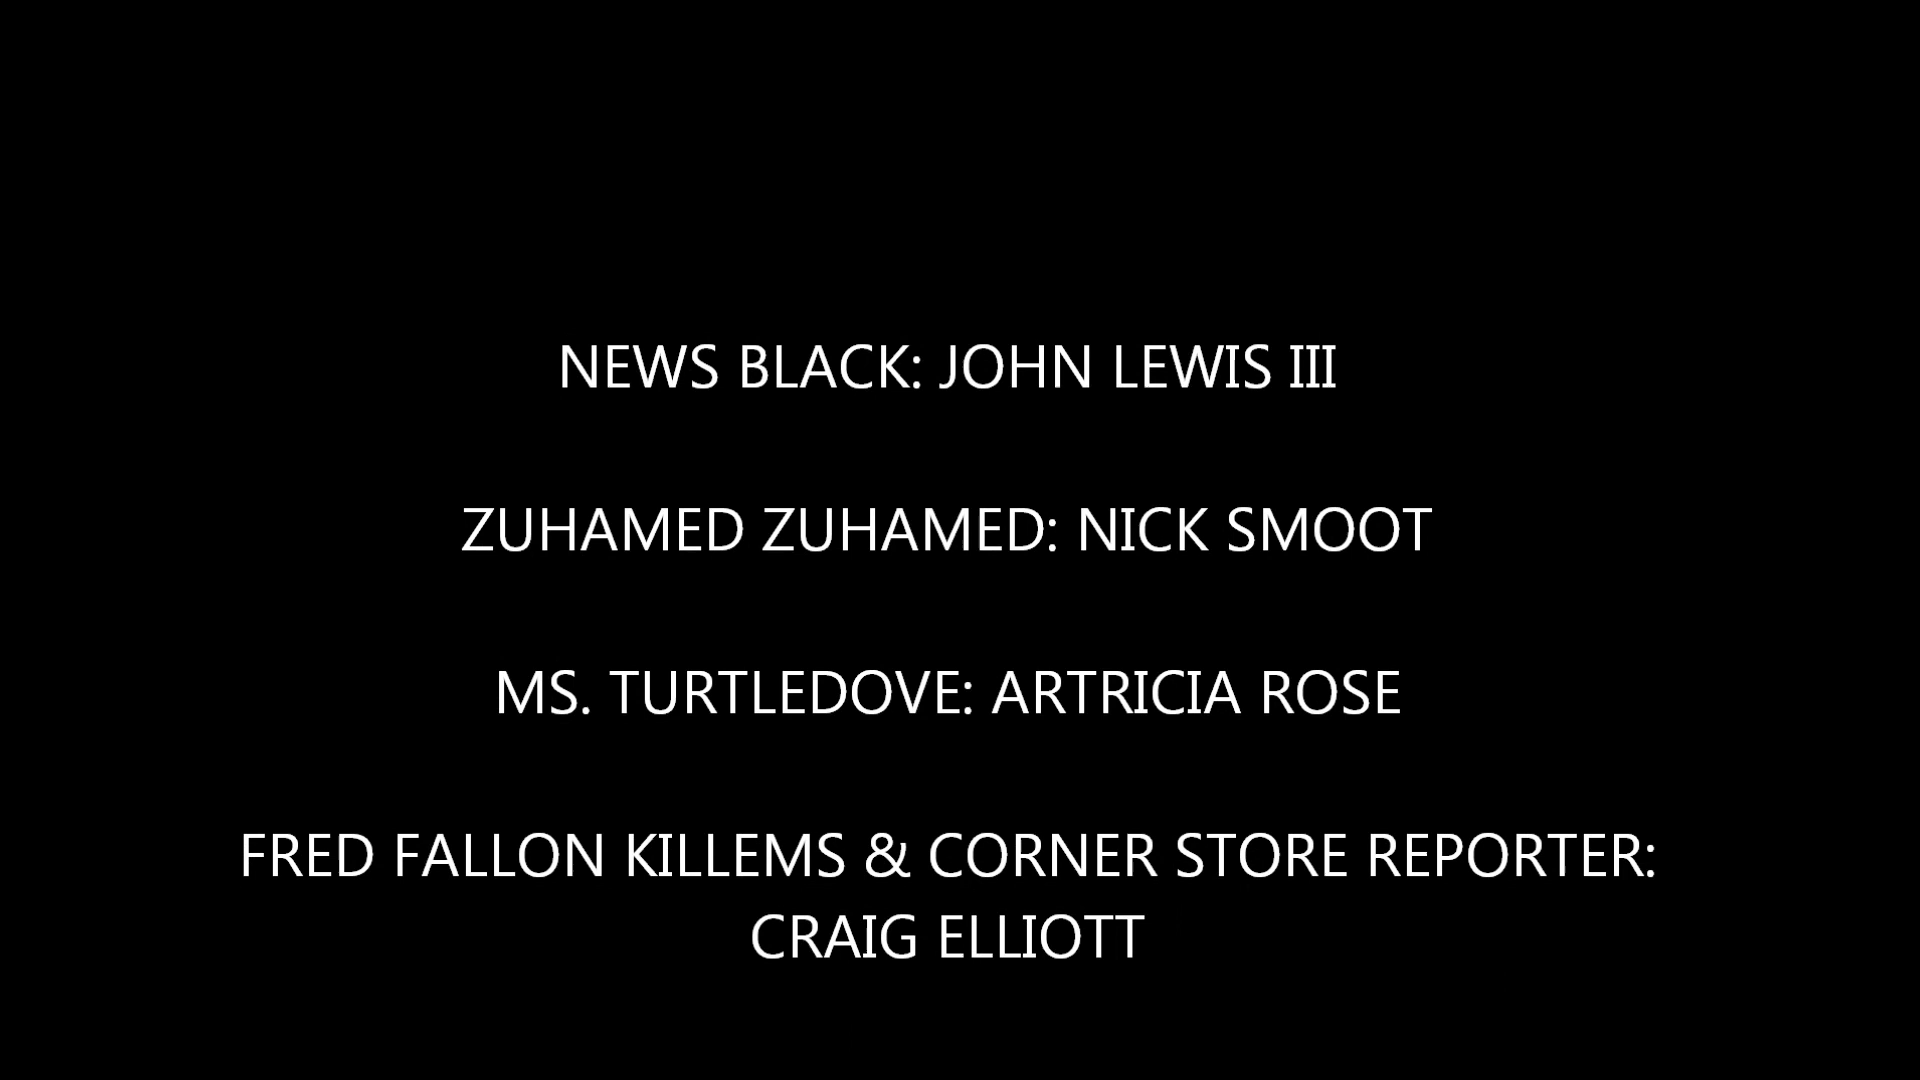 NEWS BLACK: JOHN LEWIS III
ZUHAMED ZUHAMED: NICK SMOOT
MS. TURTLEDOVE: ARTRICIA ROSE
FRED FALLON KILLEMS & CORNER STORE REPORTER:
CRAIG ELLIOTT